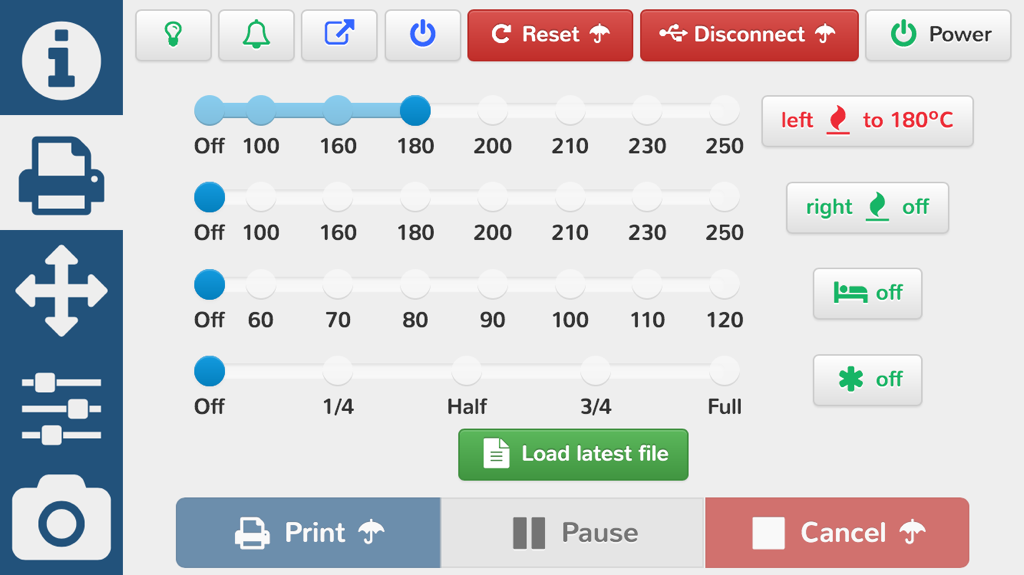 Reset
Disconnect
Power
Off 100 160 180 200 210 230 250
left to 180ºC
Off 100 160 180 200 210 230 250
right off
Off 60 70 80 90 100 110 120
off
Off 1/4 Half 3/4 Full
off
Load latest file
Print
Pause
Cancel